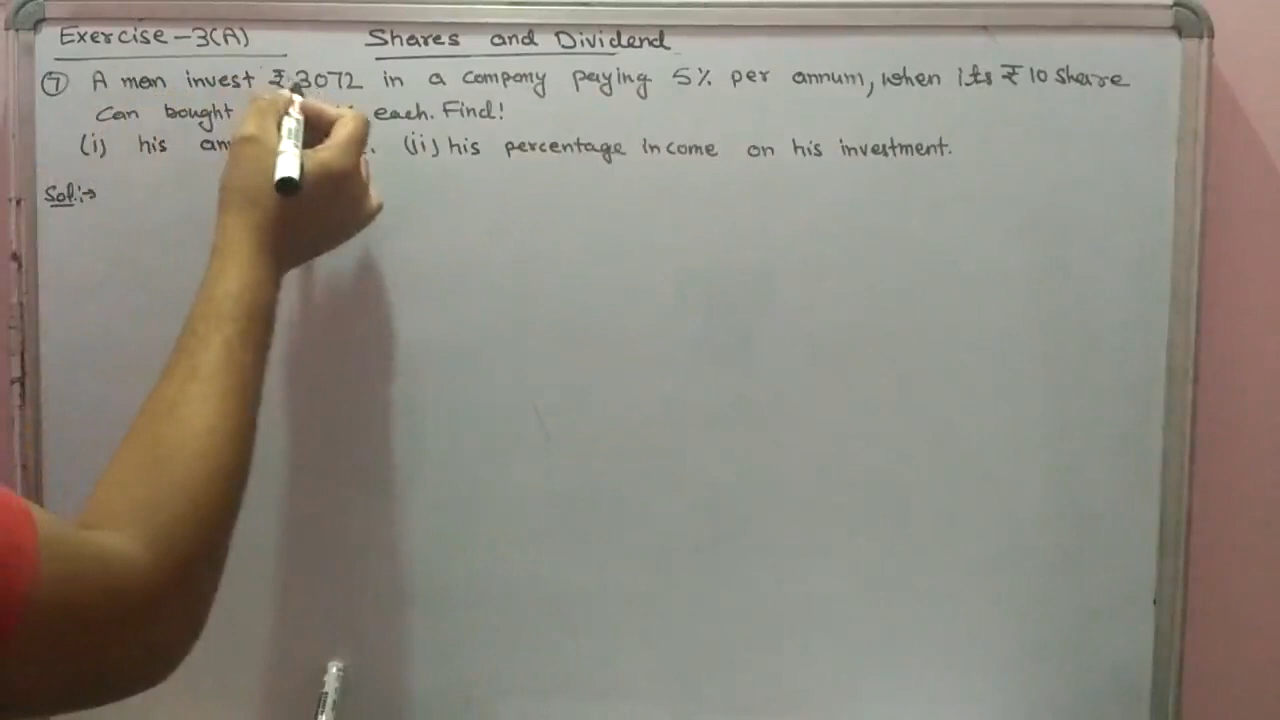 Exercise-3(A) Shares and Dividend
(7) A man invest ₹ 3072 in a company paying 5% per annum, when its ₹ 10 share
can bought each. Find:
(i) his (ii) his percentage income on his investment.
Sol:→